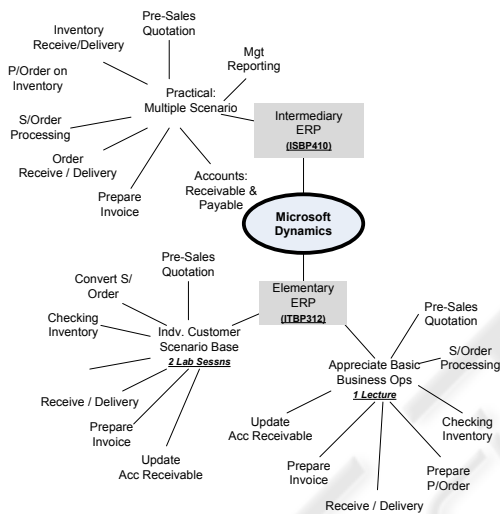 Pre-Sales
Quotation
Inventory
Receive/Delivery
Mgt
Reporting
P/Order on
Inventory
Practical:
Multiple Scenario
S/Order
Processing
Order
Receive / Delivery
Prepare
Invoice
Accounts:
Receivable &
Payable
Intermediary
ERP
(ISBP410)
Microsoft
Dynamics
Elementary
ERP
(ITBP312)
Pre-Sales
Quotation
Convert S/
Order
Checking
Inventory
Indv. Customer
Scenario Base
2 Lab Sessns
Receive / Delivery
Prepare
Invoice
Update
Acc Receivable
Pre-Sales
Quotation
S/Order
Processing
Appreciate Basic
Business Ops
1 Lecture
Checking
Inventory
Prepare
P/Order
Receive / Delivery
Prepare
Invoice
Update
Acc Receivable